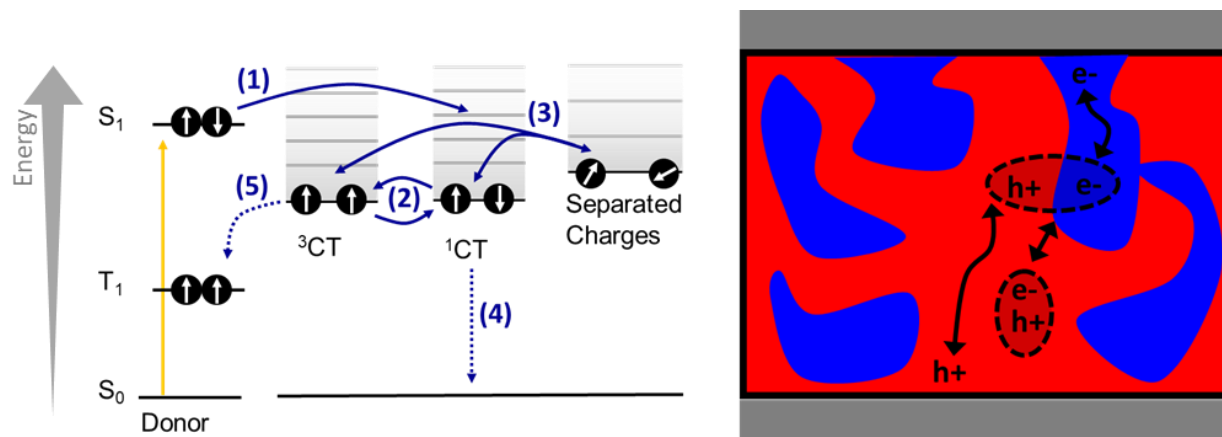 Energy
S1
T1
S0
Donor
(1)
(2)
(3)
(4)
(5)
³CT
¹CT
Separated
Charges
e-
h+ e-
e-
h+
h+